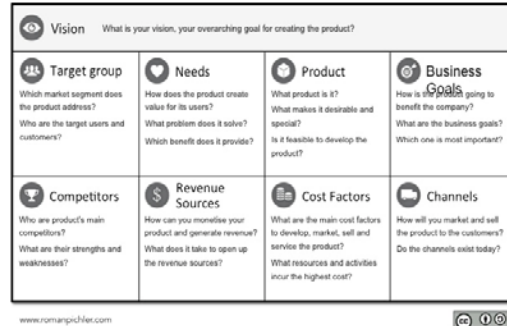 Vision What is your vision, your overarching goal for creating the product?
Target group
Which market segment does
the product address?
Who are the target users and
customers?
Needs
How does the product create
value for its users?
What problem does it solve?
Which benefit does it provide?
Product
What product is it?
What makes it desirable and
special?
Is it feasible to develop the
product?
Business
Goals
How is the product going to
benefit the company?
What are the business goals?
Which one is most important?
Competitors
Who are product's main
competitors?
What are their strengths and
weaknesses?
Revenue
Sources
How can you monetise your
product and generate revenue?
What does it take to open up
the revenue sources?
Cost Factors
What are the main cost factors
to develop, market, sell and
service the product?
What resources and activities
incur the highest cost?
Channels
How will you market and sell
the product to the customers?
Do the channels exist today?
www.romanpichler.com
cc